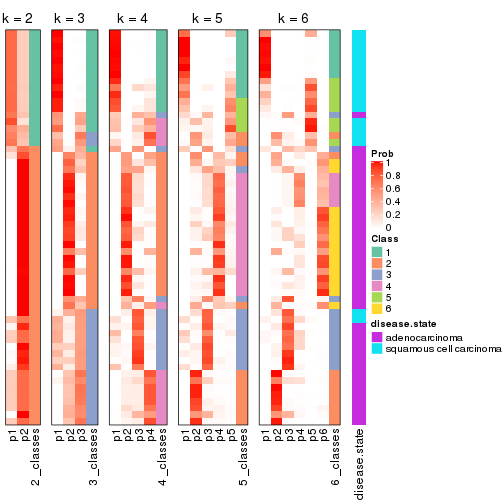 k = 2
k = 3
k = 4
k = 5
k = 6
p1
p2
2_classes
p1
p2
p3
3_classes
p1
p2
p3
p4
4_classes
p1
p2
p3
p4
p5
5_classes
p1
p2
p3
p4
p5
p6
6_classes
disease.state
Prob
1
0.8
0.6
0.4
0.2
0
Class
1
2
3
4
5
6
disease.state
adenocarcinoma
squamous cell carcinoma